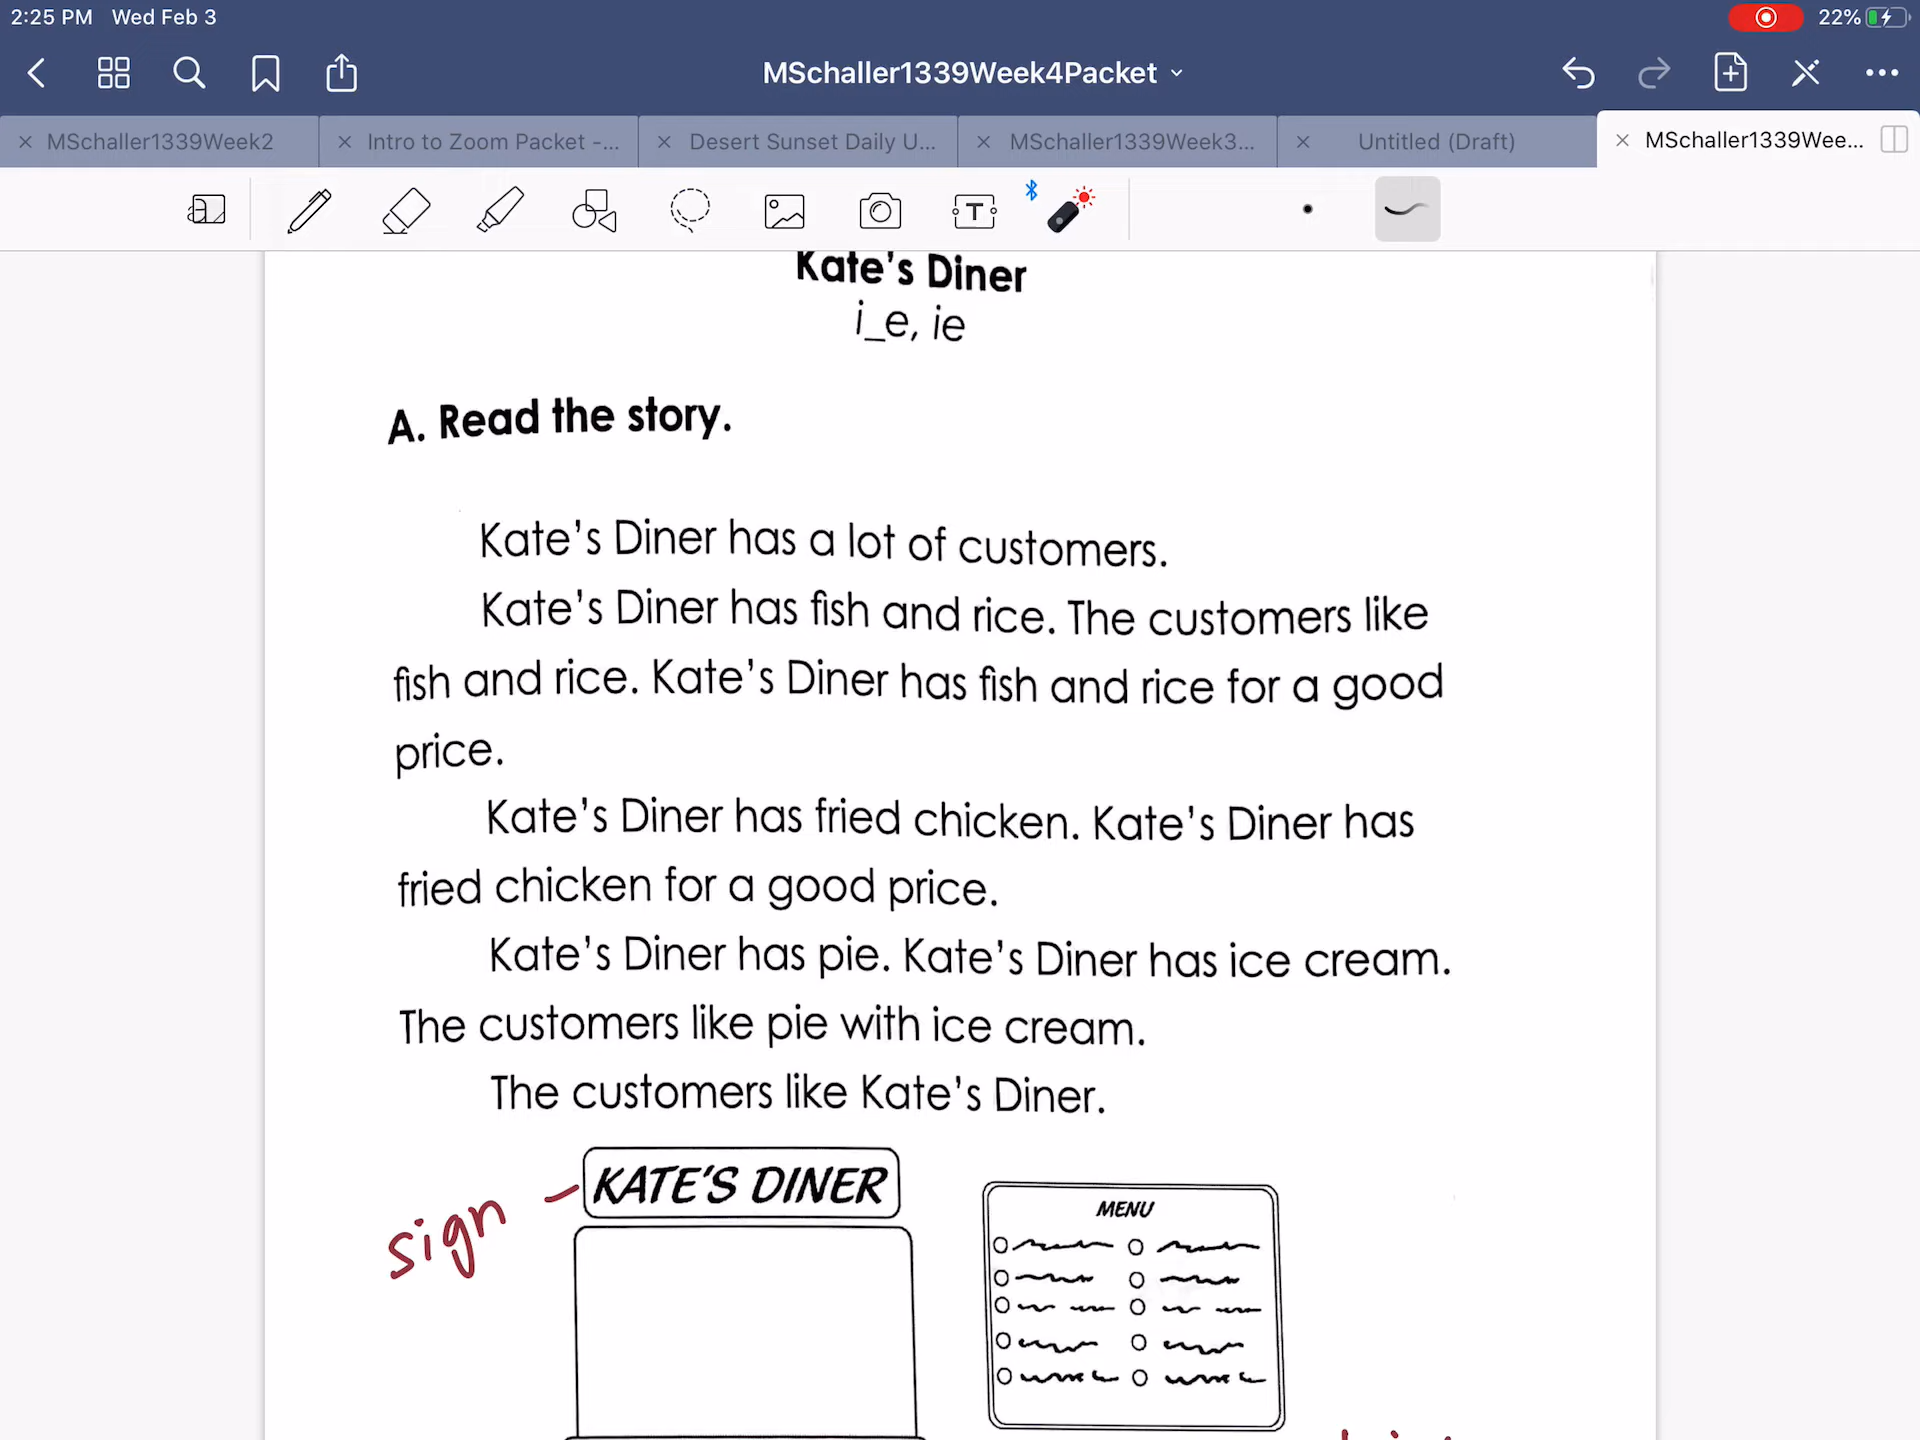 2:25 PM Wed Feb 3
22%
MSchaller1339Week4Packet
MSchaller1339Week2
Intro to Zoom Packet -...
Desert Sunset Daily U...
MSchaller1339Week3...
Untitled (Draft)
MSchaller1339Wee...
Kate's Diner
i_e, ie
A. Read the story.
Kate's Diner has a lot of customers.
Kate's Diner has fish and rice. The customers like
fish and rice. Kate's Diner has fish and rice for a good
price.
Kate's Diner has fried chicken. Kate's Diner has
fried chicken for a good price.
Kate's Diner has pie. Kate's Diner has ice cream.
The customers like pie with ice cream.
The customers like Kate's Diner.
sign
KATE'S DINER
MENU